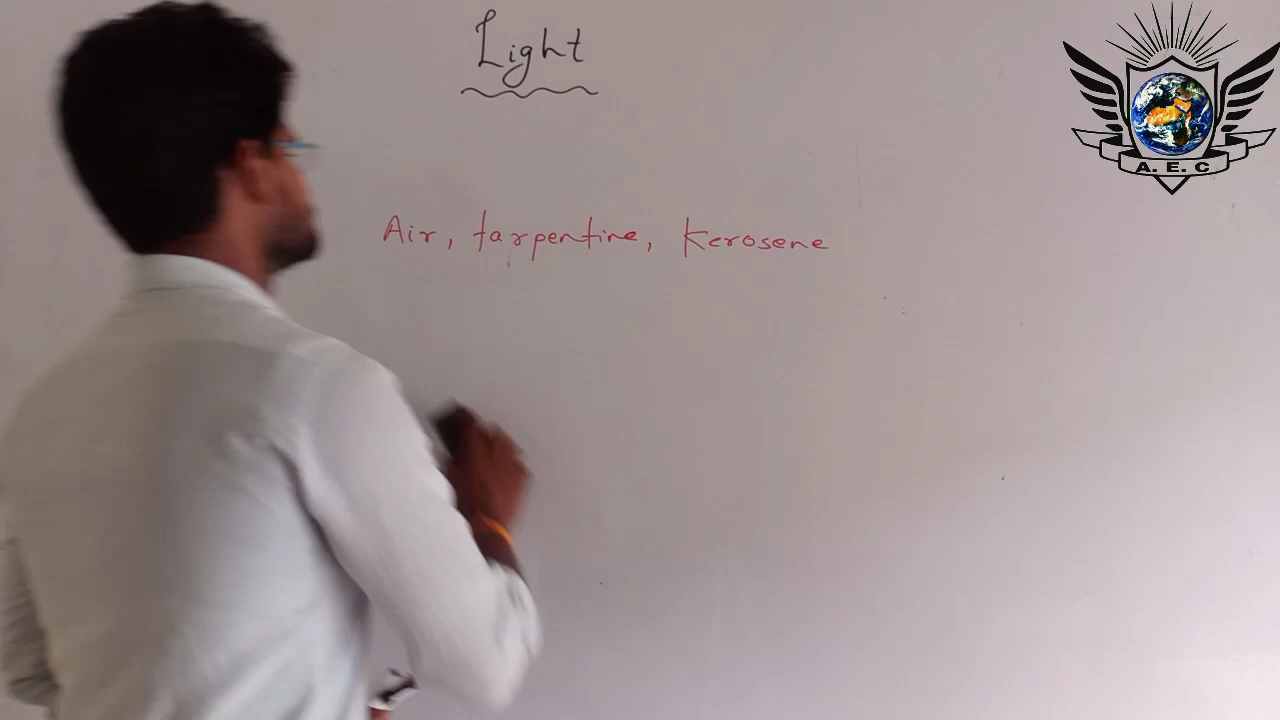 Light
Air, tarpentine, Kerosene
A. E. C